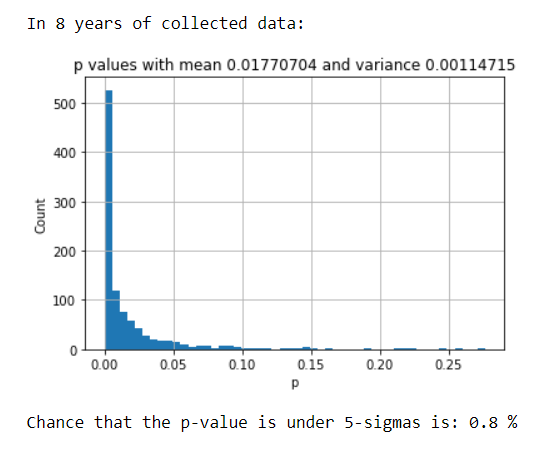 In 8 years of collected data:
p values with mean 0.01770704 and variance 0.00114715
500
400
300
200
100
0
Count
0.00 0.05 0.10 0.15 0.20 0.25
p
Chance that the p-value is under 5-sigmas is: 0.8 %